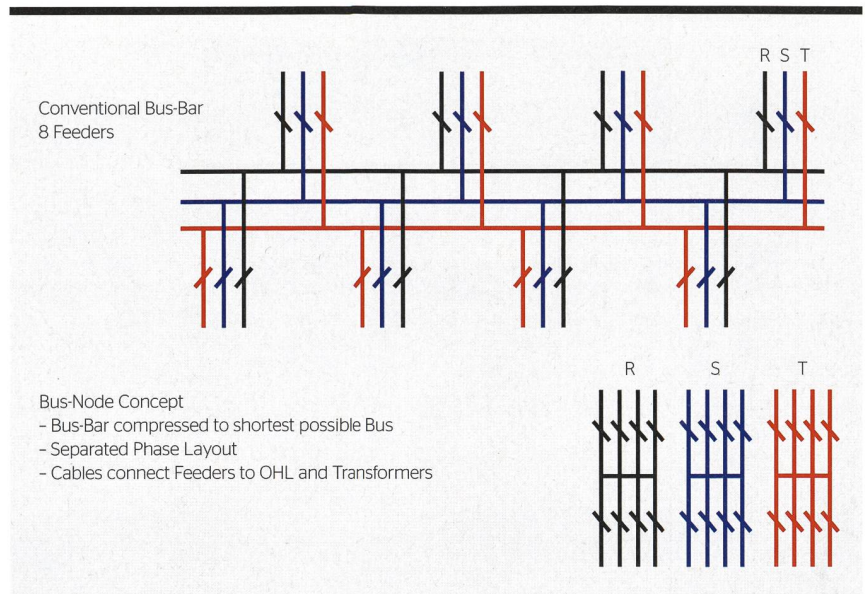 R S T
Conventional Bus-Bar
8 Feeders
R S T
Bus-Node Concept
– Bus-Bar compressed to shortest possible Bus
– Separated Phase Layout
– Cables connect Feeders to OHL and Transformers